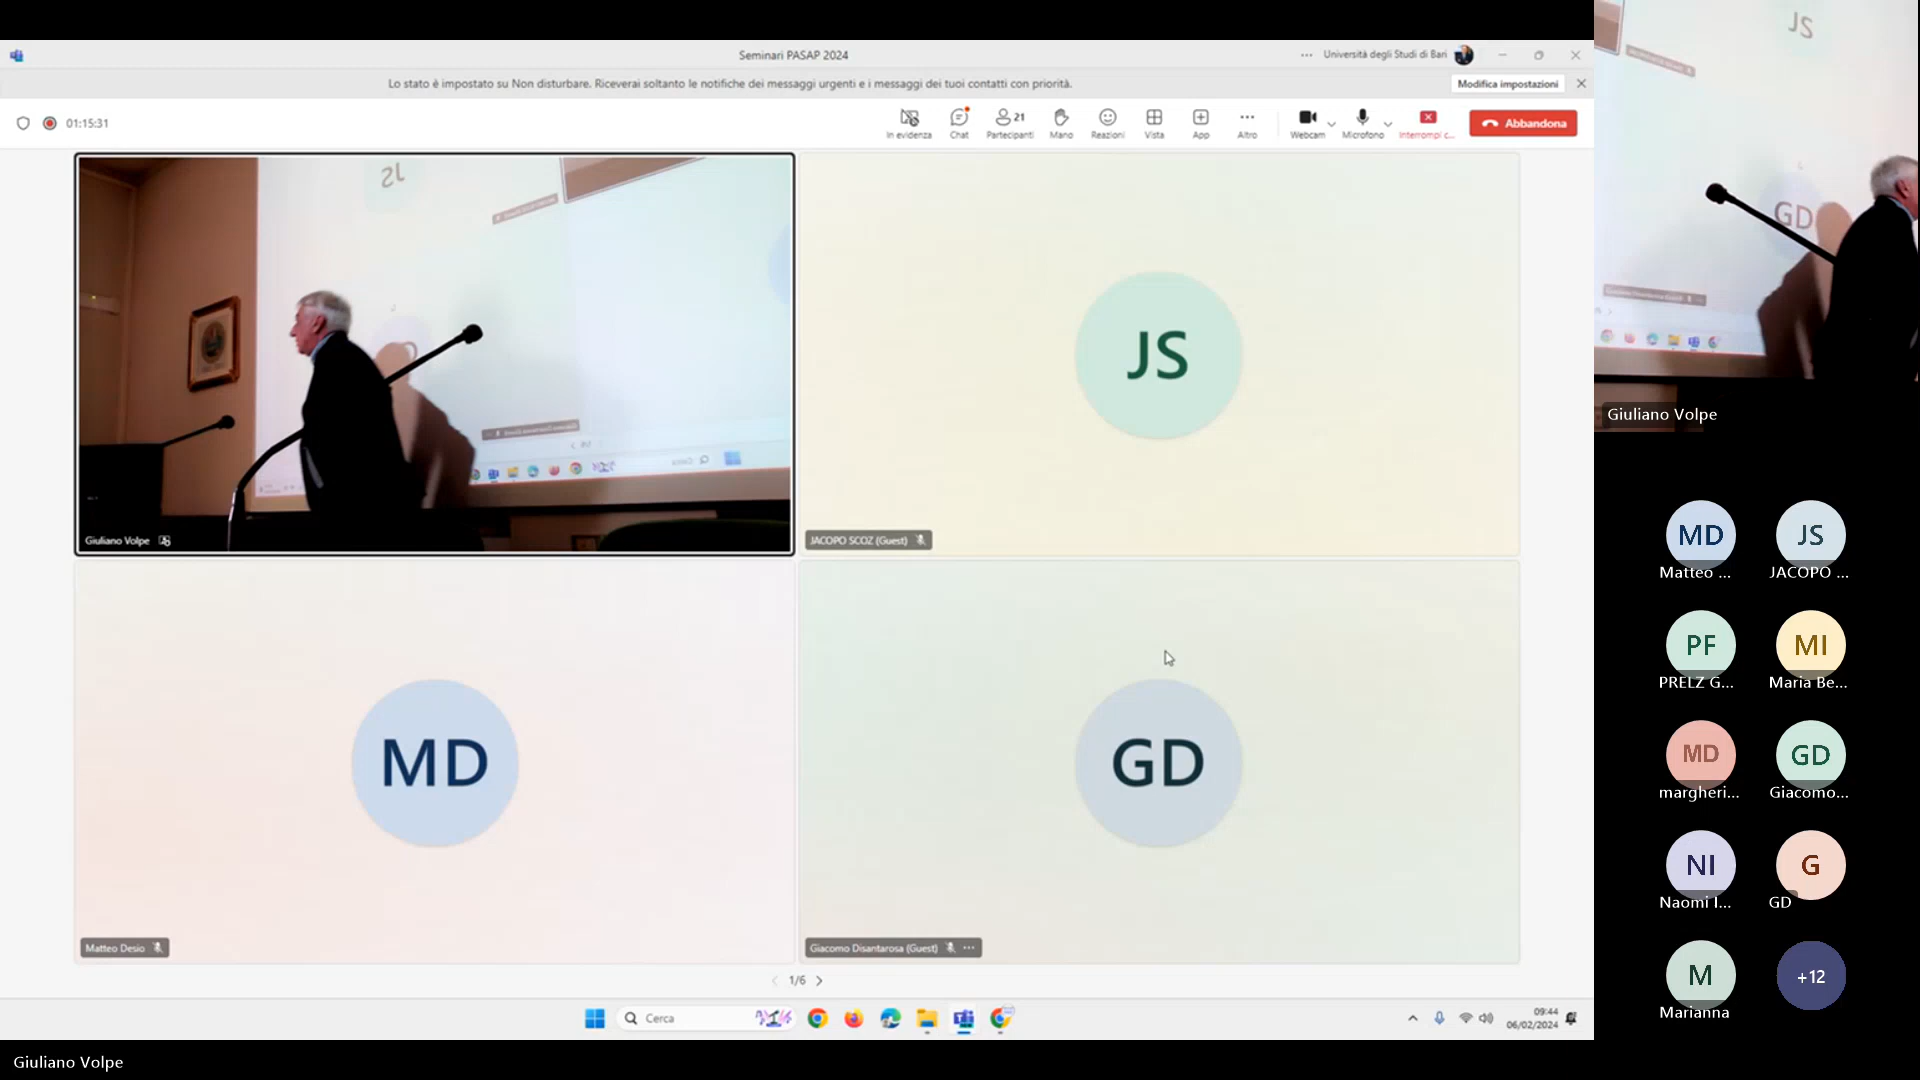 Seminari PASAP 2024
Università degli Studi di Bari
Lo stato è impostato su Non disturbare. Riceverai soltanto le notifiche dei messaggi urgenti e i messaggi dei tuoi contatti con priorità.
Modifica impostazioni
01:15:31
In evidenza
Chat
21
Partecipanti
Mano
Reazioni
Vista
App
Altro
Webcam
Microfono
Interrompi c...
Abbandona
JS
Giuliano Volpe
JACOPO SCOZ (Guest)
MD
GD
Matteo Desio
Giacomo Disantarosa (Guest)
1/6
Cerca
09:44
06/02/2024
JS
GD
Giuliano Volpe
MD
Matteo ...
JS
JACOPO ...
PF
PRELZ G...
MI
Maria Be...
MD
margheri...
GD
Giacomo...
NI
Naomi I...
G
GD
M
Marianna
+12
Giuliano Volpe